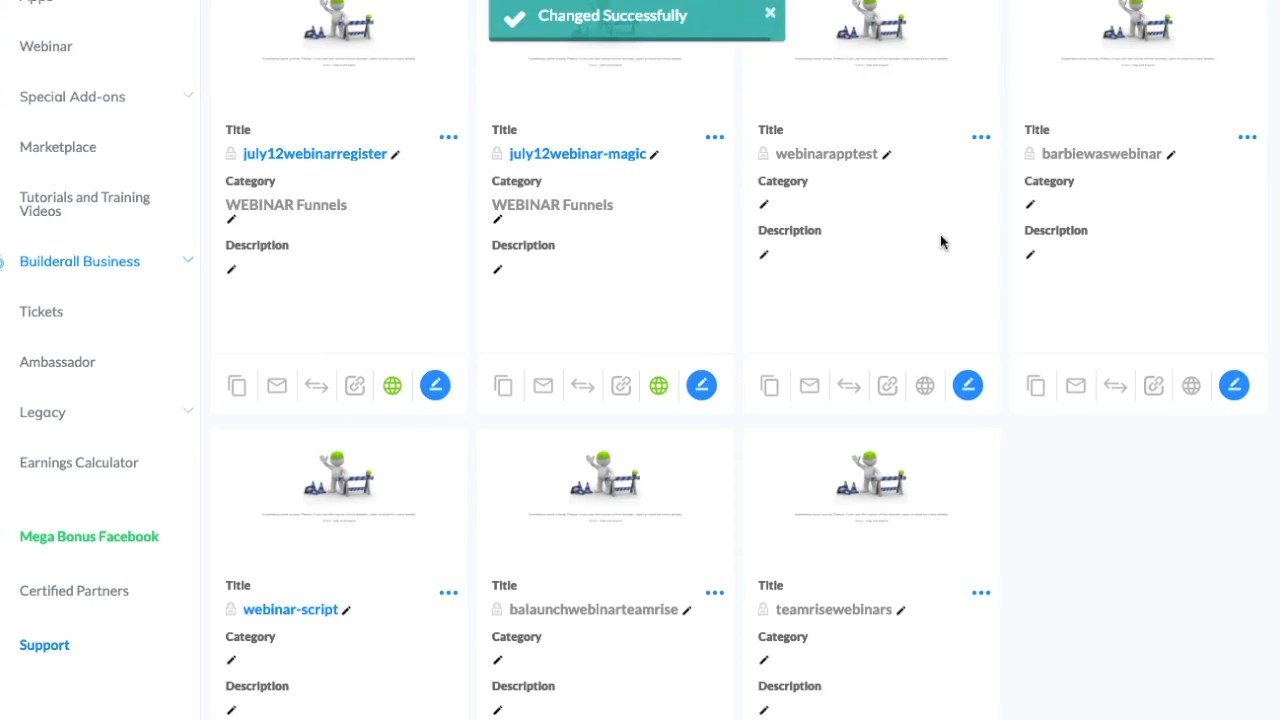 Changed Successfully
Webinar
Special Add-ons
Marketplace
Tutorials and Training
Videos
Builderall Business
Tickets
Ambassador
Legacy
Earnings Calculator
Mega Bonus Facebook
Certified Partners
Support
Title
july12webinarregister
Category
WEBINAR Funnels
Description
Title
july12webinar-magic
Category
WEBINAR Funnels
Description
Title
webinarapptest
Category
Description
Title
barbiewaswebinar
Category
Description
Title
webinar-script
Category
Description
Title
balaunchwebinarteamrise
Category
Description
Title
teamrisewebinars
Category
Description